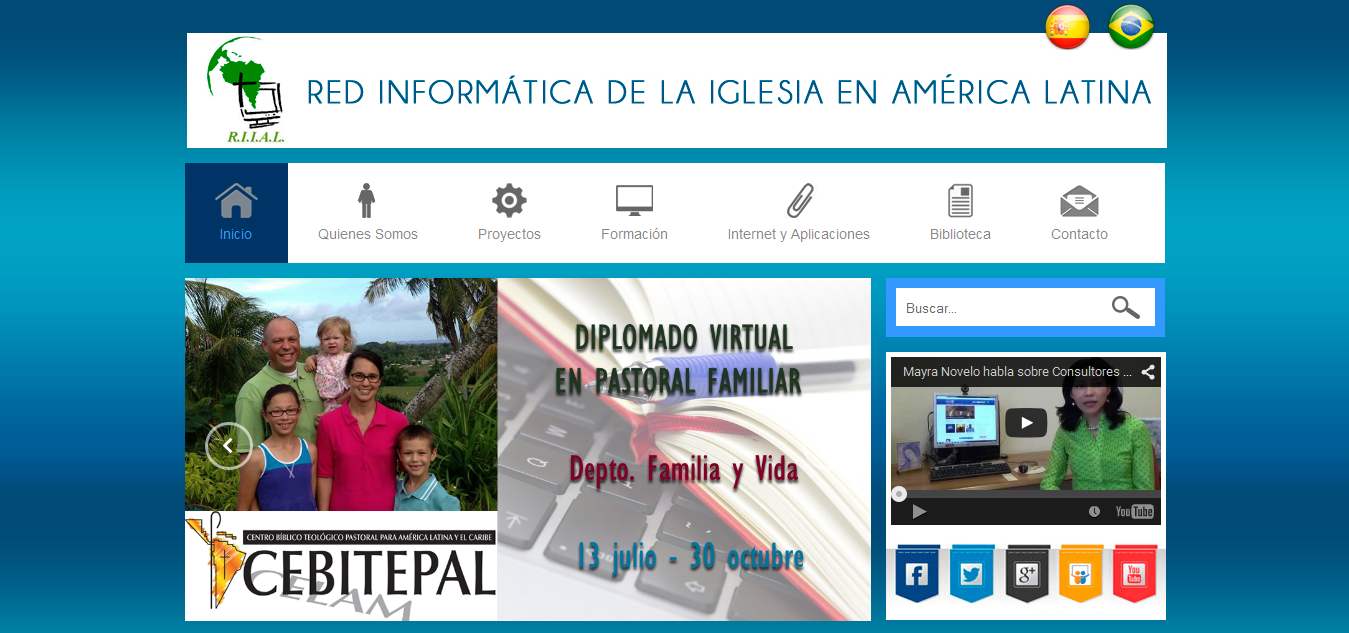 RED INFORMÁTICA DE LA IGLESIA EN AMÉRICA LATINA
R.I.I.A.L.
Inicio
Quienes Somos
Proyectos
Formación
Internet y Aplicaciones
Biblioteca
Contacto
DIPLOMADO VIRTUAL
EN PASTORAL FAMILIAR
Depto. Familia y Vida
13 julio - 30 octubre
CENTRO BÍBLICO TEOLÓGICO PASTORAL PARA AMÉRICA LATINA Y EL CARIBE
CEBITEPAL
CELAM
Buscar...
Mayra Novelo habla sobre Consultores ...
YouTube
f
g+
You
Tube